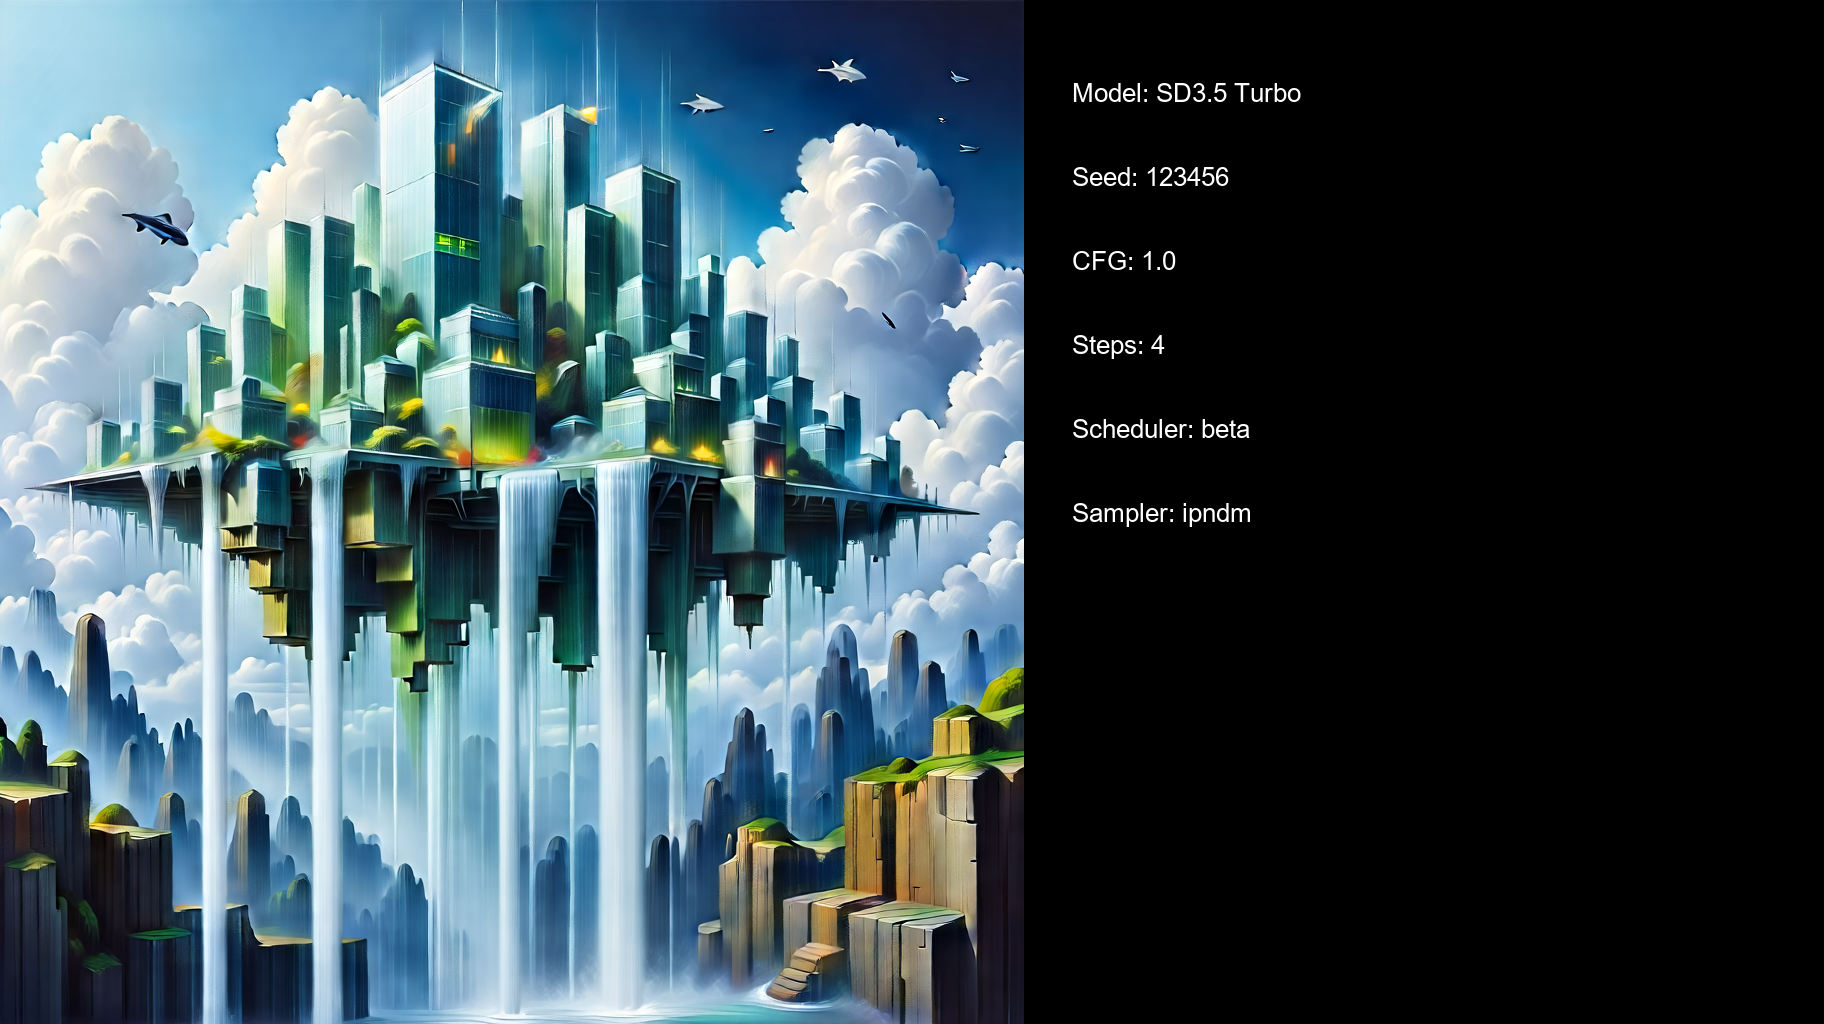 Model: SD3.5 Turbo
Seed: 123456
CFG: 1.0
Steps: 4
Scheduler: beta
Sampler: ipndm